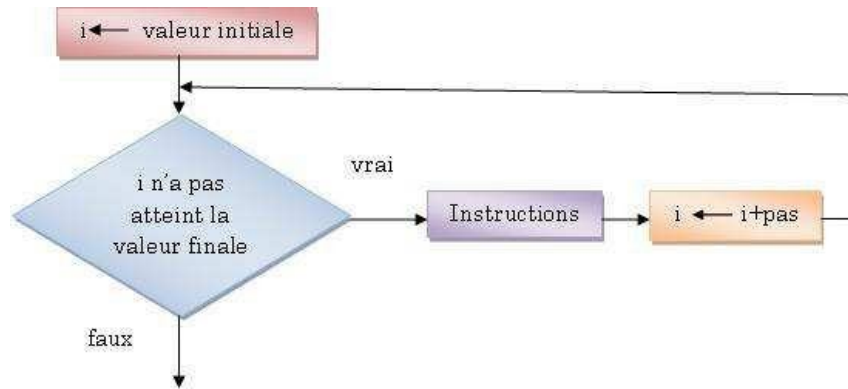 i ← valeur initiale
i n'a pas
atteint la
valeur finale
vrai
Instructions
i ← i+pas
faux